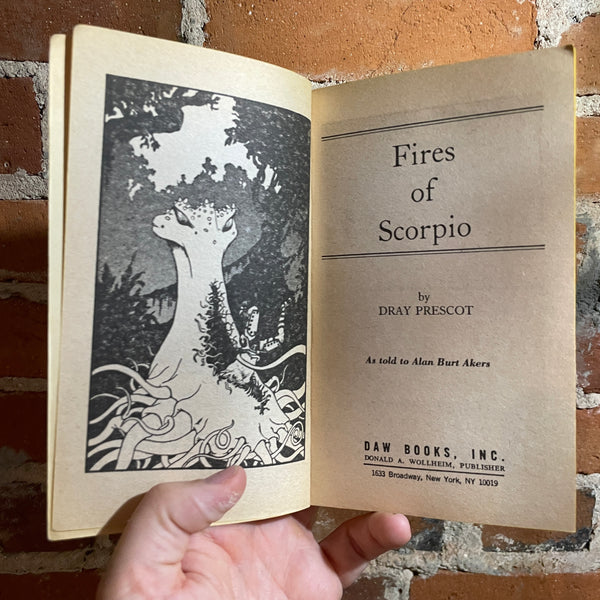 Fires
of
Scorpio
by
DRAY PRESCOT
As told to Alan Burt Akers
DAW BOOKS, INC.
DONALD A. WOLLHEIM, PUBLISHER
1633 Broadway, New York, NY 10019